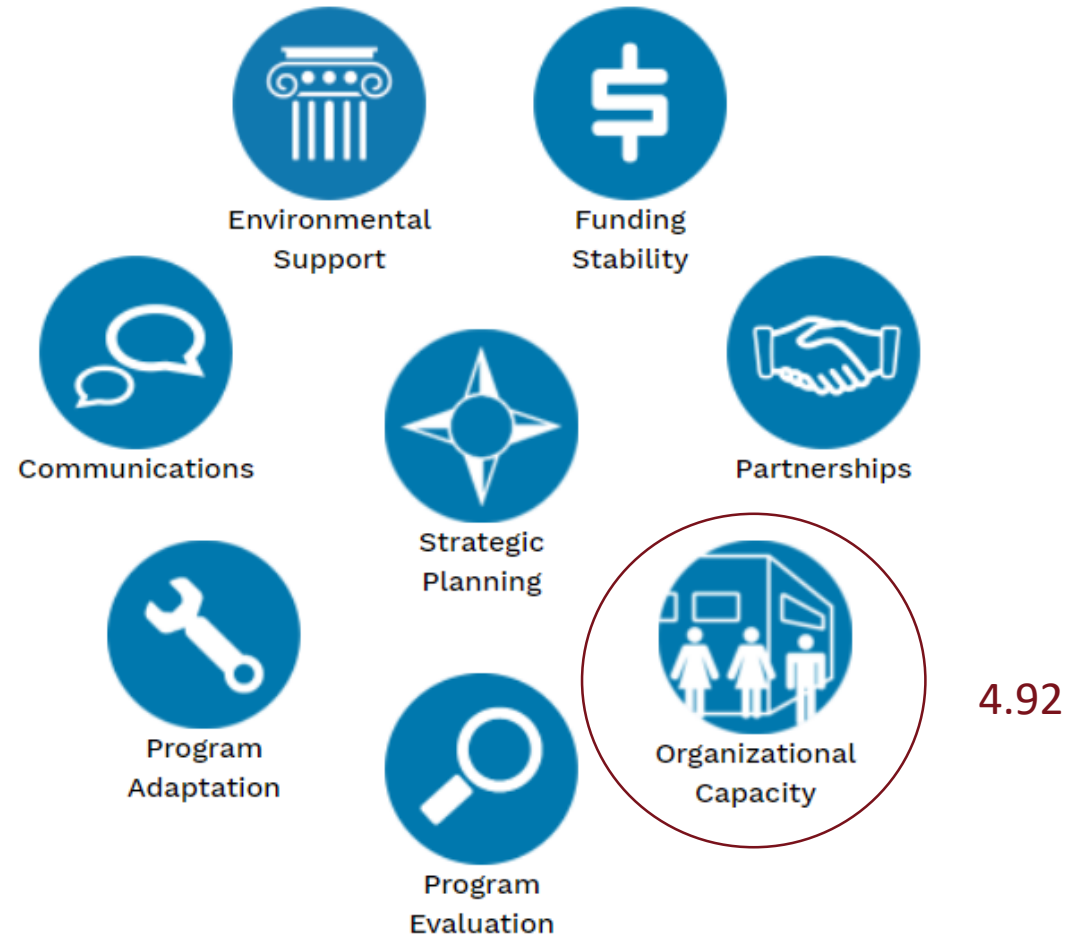 Environmental
Support
Funding
Stability
Communications
Partnerships
Strategic
Planning
Program
Adaptation
Organizational
Capacity
4.92
Program
Evaluation